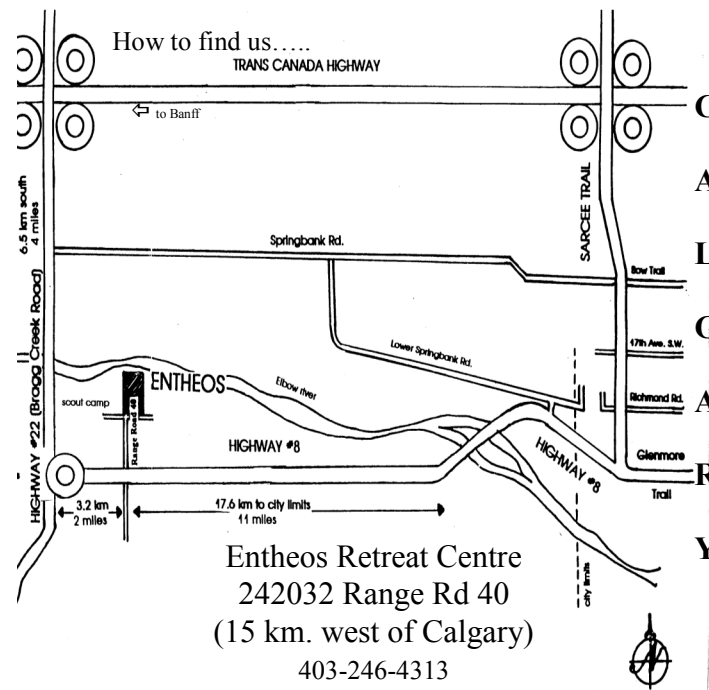 How to find us…..
TRANS CANADA HIGHWAY
to Banff
6.5 km south
4 miles
SARCEE TRAIL
Springbank Rd.
Bow Trail
17th Ave. S.W.
Lower Springbank Rd.
ENTHEOS
Elbow river
scout camp
Range Road 40
Richmond Rd.
HIGHWAY #22 (Bragg Creek Road)
HIGHWAY #8
HIGHWAY #8
Glenmore
Trail
3.2 km
2 miles
17.6 km to city limits
11 miles
city limits
CALGARY
Entheos Retreat Centre
242032 Range Rd 40
(15 km. west of Calgary)
403-246-4313
N